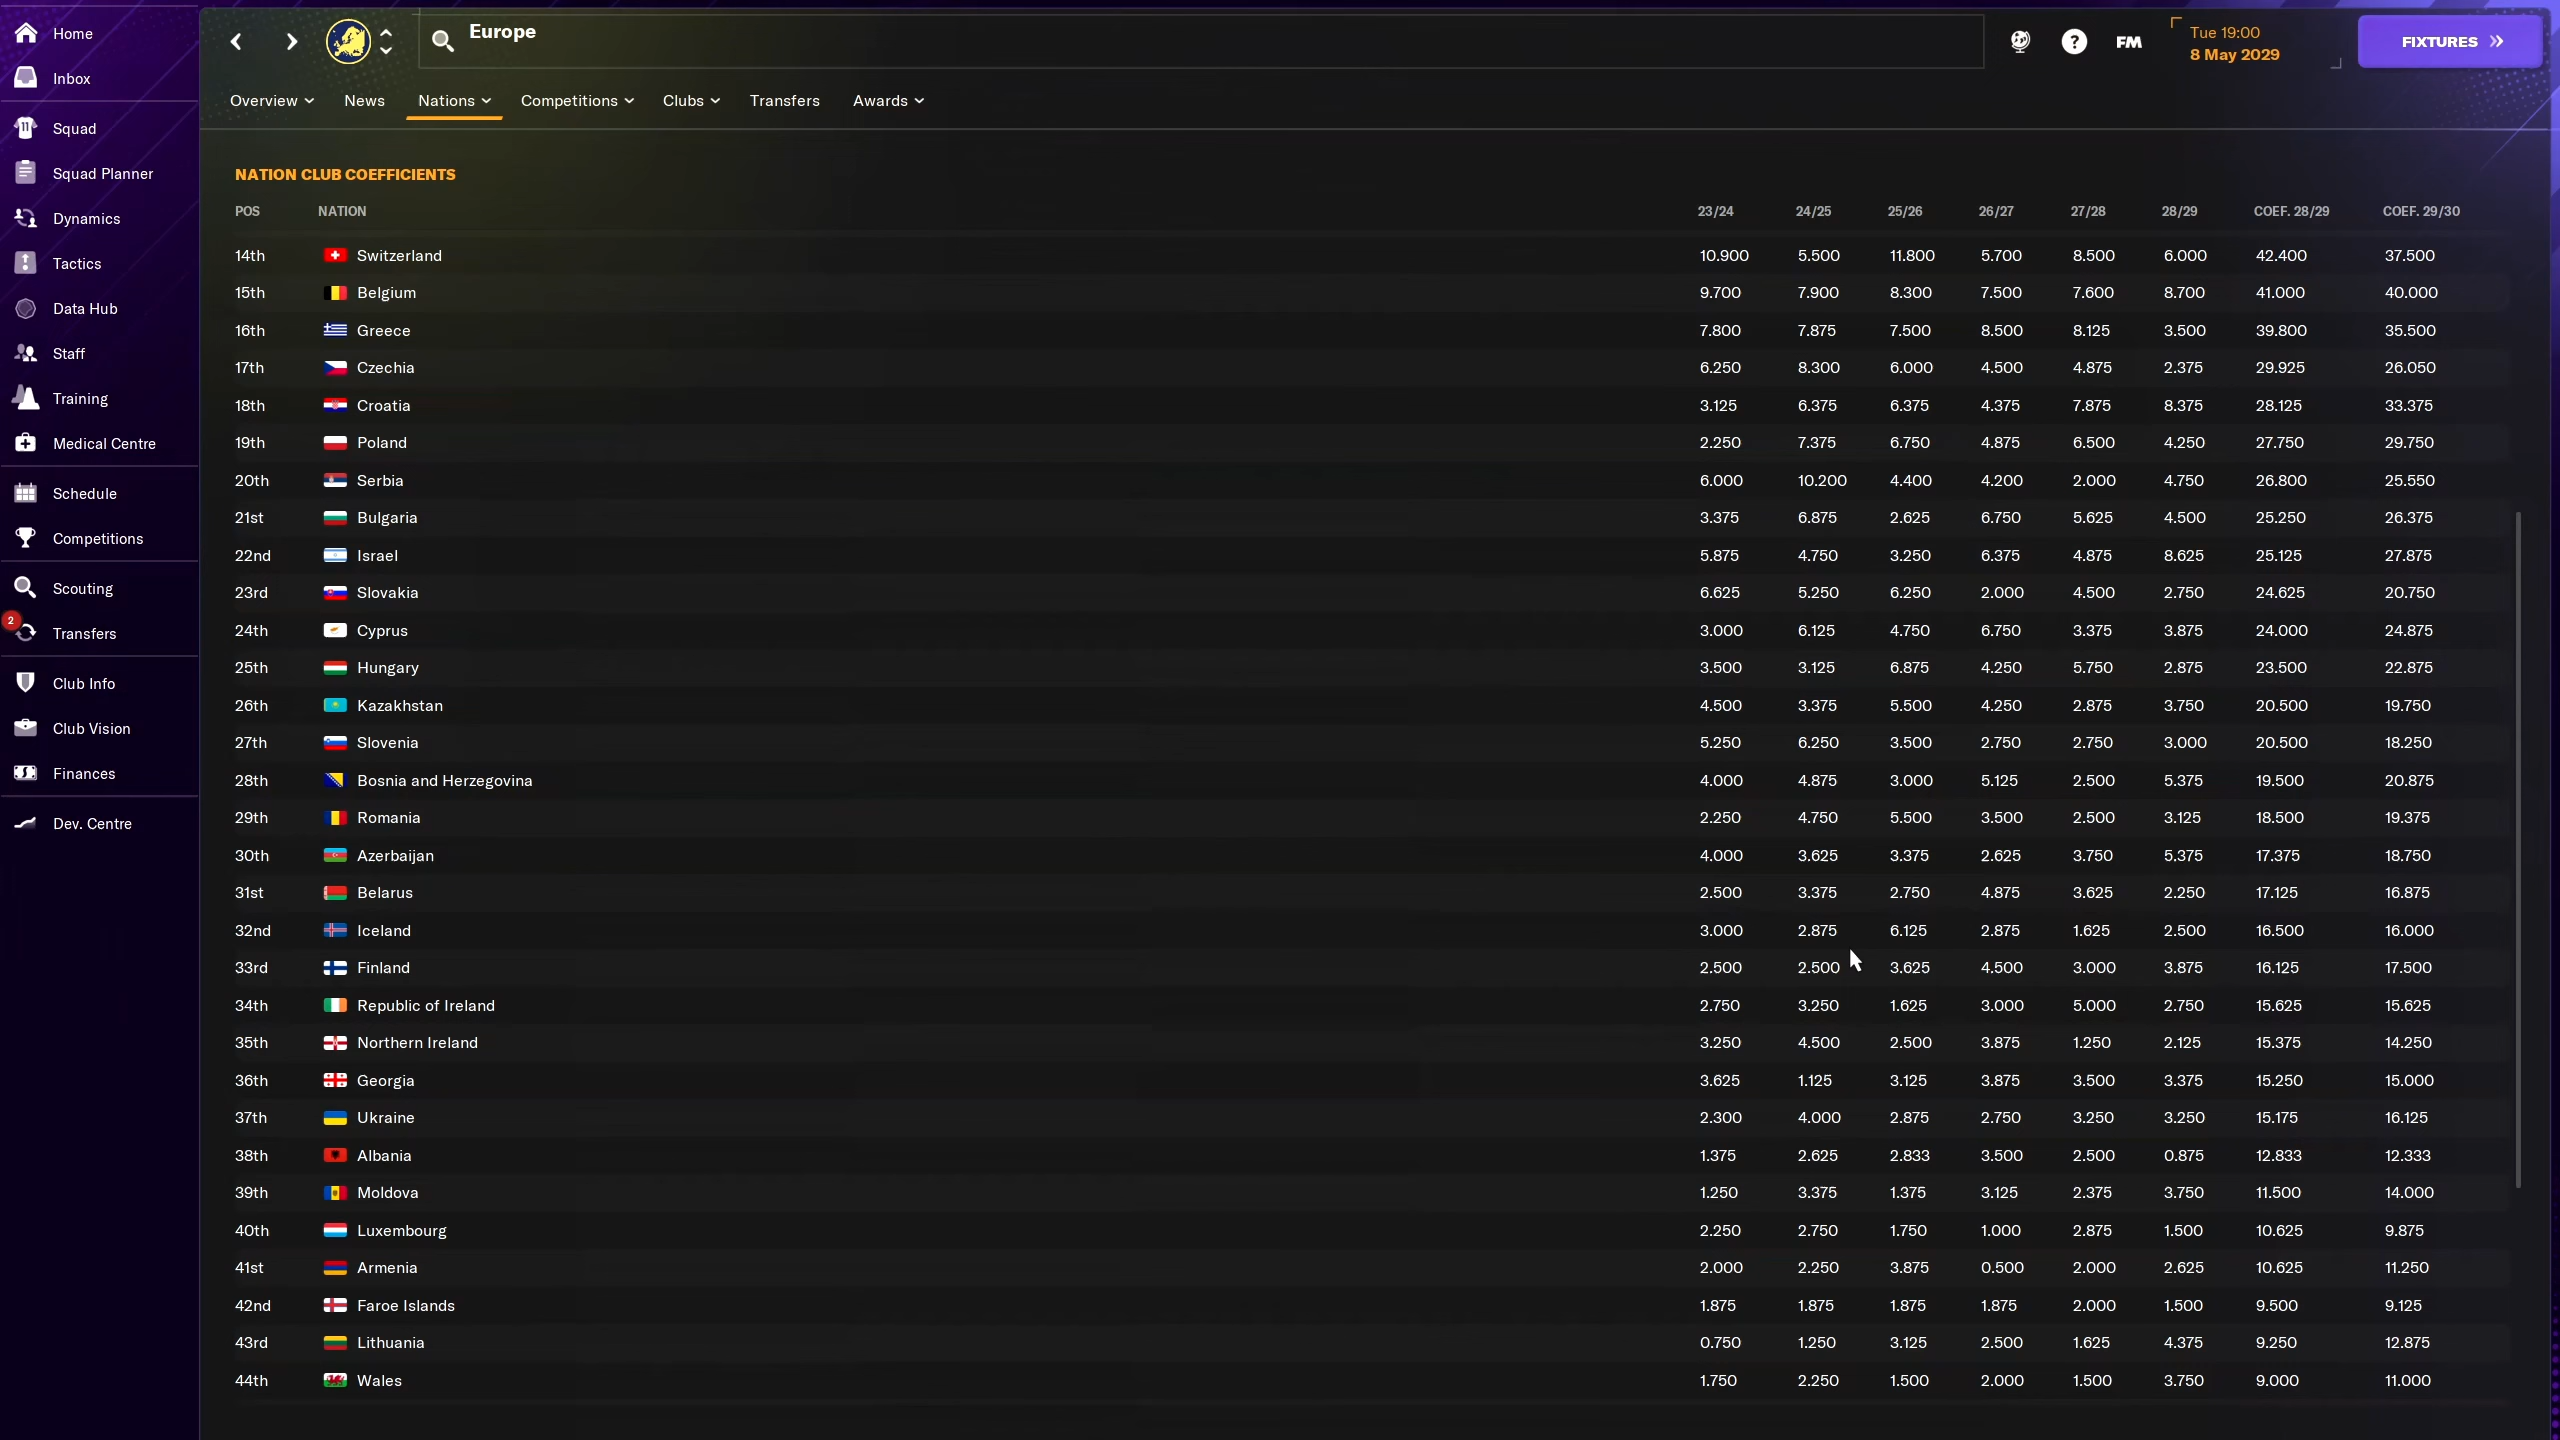 Home
Inbox
Squad
Squad Planner
Dynamics
Tactics
Data Hub
Staff
Training
Medical Centre
Schedule
Competitions
Scouting
2
Transfers
Club Info
Club Vision
Finances
Dev. Centre
Europe
? FM
Tue 19:00
8 May 2029
FIXTURES
Overview News Nations Competitions Clubs Transfers Awards
NATION CLUB COEFFICIENTS
POS NATION 23/24 24/25 25/26 26/27 27/28 28/29 COEF. 28/29 COEF. 29/30
14th Switzerland 10.900 5.500 11.800 5.700 8.500 6.000 42.400 37.500
15th Belgium 9.700 7.900 8.300 7.500 7.600 8.700 41.000 40.000
16th Greece 7.800 7.875 7.500 8.500 8.125 3.500 39.800 35.500
17th Czechia 6.250 8.300 6.000 4.500 4.875 2.375 29.925 26.050
18th Croatia 3.125 6.375 6.375 4.375 7.875 8.375 28.125 33.375
19th Poland 2.250 7.375 6.750 4.875 6.500 4.250 27.750 29.750
20th Serbia 6.000 10.200 4.400 4.200 2.000 4.750 26.800 25.550
21st Bulgaria 3.375 6.875 2.625 6.750 5.625 4.500 25.250 26.375
22nd Israel 5.875 4.750 3.250 6.375 4.875 8.625 25.125 27.875
23rd Slovakia 6.625 5.250 6.250 2.000 4.500 2.750 24.625 20.750
24th Cyprus 3.000 6.125 4.750 6.750 3.375 3.875 24.000 24.875
25th Hungary 3.500 3.125 6.875 4.250 5.750 2.875 23.500 22.875
26th Kazakhstan 4.500 3.375 5.500 4.250 2.875 3.750 20.500 19.750
27th Slovenia 5.250 6.250 3.500 2.750 2.750 3.000 20.500 18.250
28th Bosnia and Herzegovina 4.000 4.875 3.000 5.125 2.500 5.375 19.500 20.875
29th Romania 2.250 4.750 5.500 3.500 2.500 3.125 18.500 19.375
30th Azerbaijan 4.000 3.625 3.375 2.625 3.750 5.375 17.375 18.750
31st Belarus 2.500 3.375 2.750 4.875 3.625 2.250 17.125 16.875
32nd Iceland 3.000 2.875 6.125 2.875 1.625 2.500 16.500 16.000
33rd Finland 2.500 2.500 3.625 4.500 3.000 3.875 16.125 17.500
34th Republic of Ireland 2.750 3.250 1.625 3.000 5.000 2.750 15.625 15.625
35th Northern Ireland 3.250 4.500 2.500 3.875 1.250 2.125 15.375 14.250
36th Georgia 3.625 1.125 3.125 3.875 3.500 3.375 15.250 15.000
37th Ukraine 2.300 4.000 2.875 2.750 3.250 3.250 15.175 16.125
38th Albania 1.375 2.625 2.833 3.500 2.500 0.875 12.833 12.333
39th Moldova 1.250 3.375 1.375 3.125 2.375 3.750 11.500 14.000
40th Luxembourg 2.250 2.750 1.750 1.000 2.875 1.500 10.625 9.875
41st Armenia 2.000 2.250 3.875 0.500 2.000 2.625 10.625 11.250
42nd Faroe Islands 1.875 1.875 1.875 1.875 2.000 1.500 9.500 9.125
43rd Lithuania 0.750 1.250 3.125 2.500 1.625 4.375 9.250 12.875
44th Wales 1.750 2.250 1.500 2.000 1.500 3.750 9.000 11.000